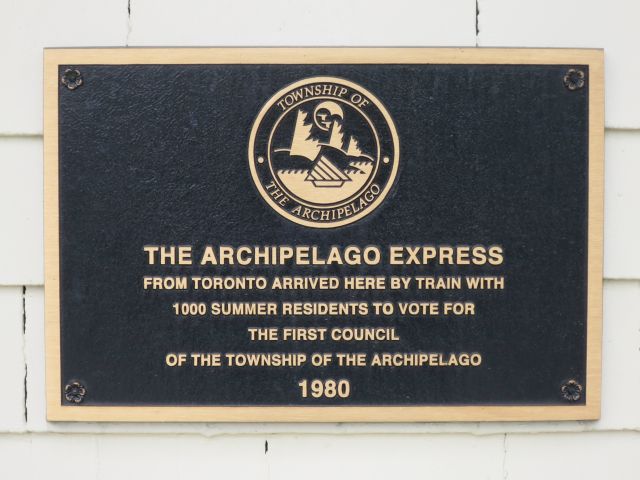 TOWNSHIP OF
THE ARCHIPELAGO
THE ARCHIPELAGO EXPRESS
FROM TORONTO ARRIVED HERE BY TRAIN WITH
1000 SUMMER RESIDENTS TO VOTE FOR
THE FIRST COUNCIL
OF THE TOWNSHIP OF THE ARCHIPELAGO
1980